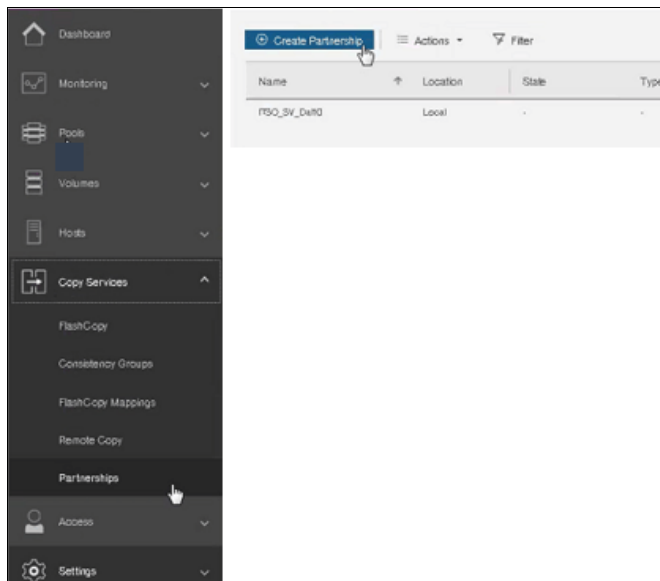 Dashboard
Create Partnership Actions Filter
Monitoring
Name Location State Type
Local - -
Pools
Volumes
Hosts
Copy Services
FlashCopy
Consistency Groups
FlashCopy Mappings
Remote Copy
Partnerships
Access
Settings